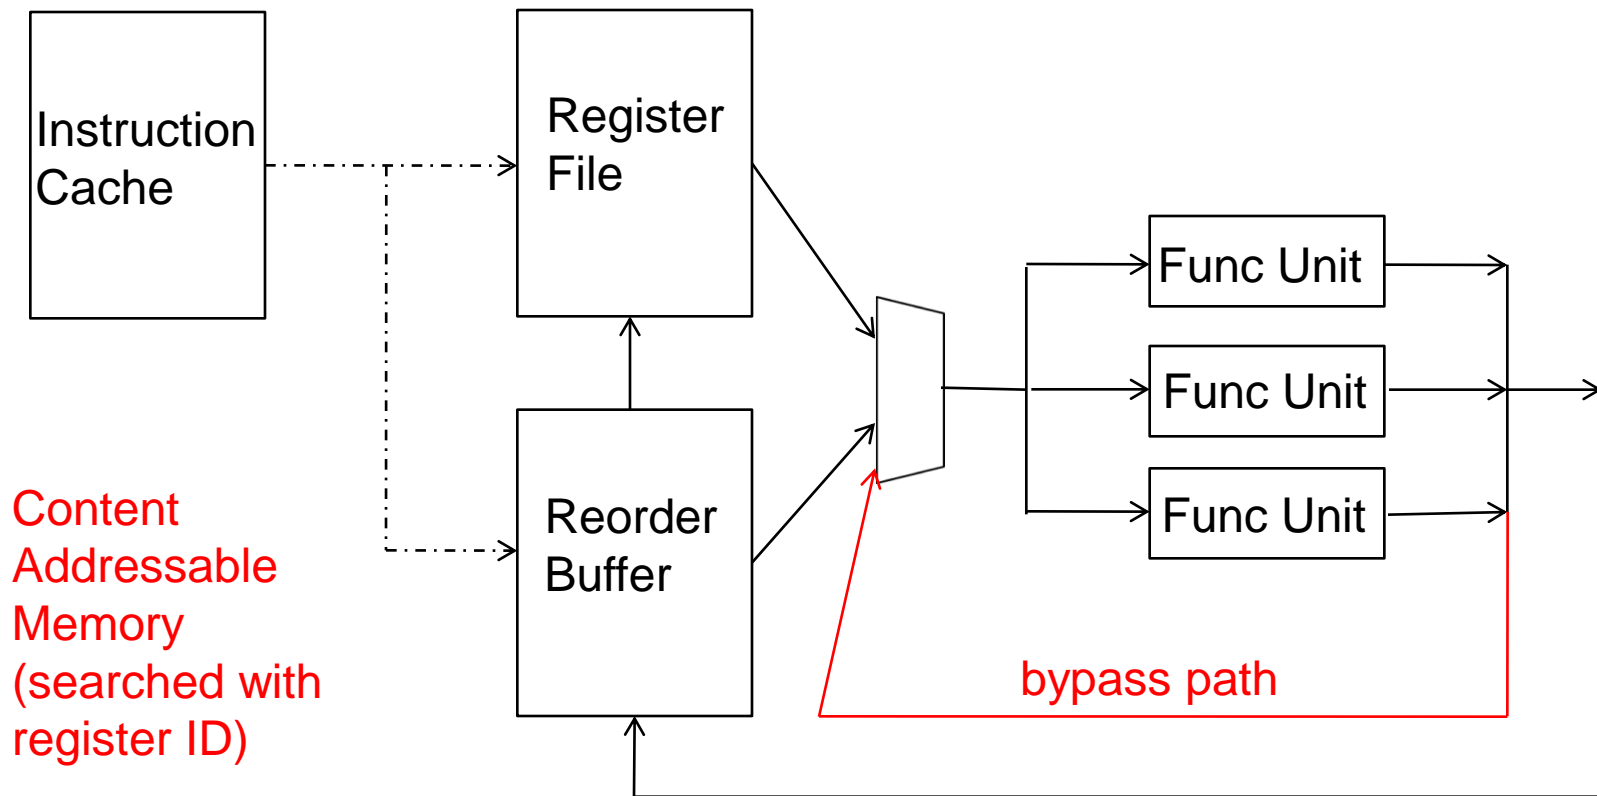 Instruction
Cache
Register
File
Func Unit
Func Unit
Func Unit
Reorder
Buffer
Content
Addressable
Memory
(searched with
register ID)
bypass path